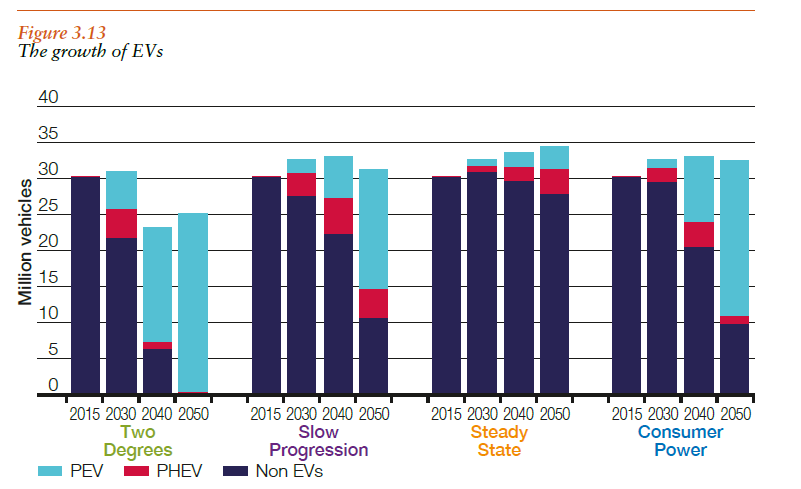 Figure 3.13
The growth of EVs
Million vehicles
40
35
30
25
20
15
10
5
0
2015 2030 2040 2050 2015 2030 2040 2050 2015 2030 2040 2050 2015 2030 2040 2050
Two Degrees
Slow Progression
Steady State
Consumer Power
PEV PHEV Non EVs